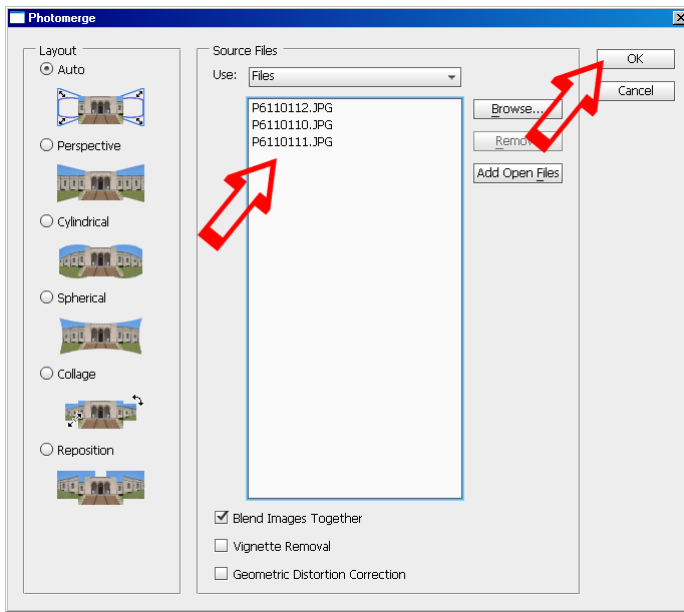 Photomerge
Layout
Auto
Perspective
Cylindrical
Spherical
Collage
Reposition
Source Files
Use: Files
P6110112.JPG
P6110110.JPG
P6110111.JPG
Browse...
Add Open Files
Blend Images Together
Vignette Removal
Geometric Distortion Correction
OK
Cancel